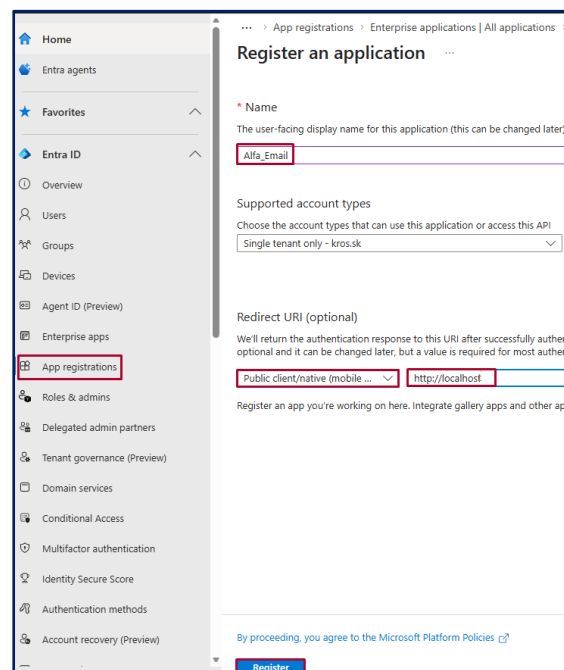 Home
Entra agents
Favorites
Entra ID
Overview
Users
Groups
Devices
Agent ID (Preview)
Enterprise apps
App registrations
Roles & admins
Delegated admin partners
Tenant governance (Preview)
Domain services
Conditional Access
Multifactor authentication
Identity Secure Score
Authentication methods
Account recovery (Preview)
... > App registrations > Enterprise applications | All applications >
Register an application ...
* Name
The user-facing display name for this application (this can be changed later)
Alfa_Email
Supported account types
Choose the account types that can use this application or access this API
Single tenant only - kros.sk
Redirect URI (optional)
We'll return the authentication response to this URI after successfully authe
optional and it can be changed later, but a value is required for most authe
Public client/native (mobile ... http://localhost
Register an app you're working on here. Integrate gallery apps and other ap
By proceeding, you agree to the Microsoft Platform Policies
Register